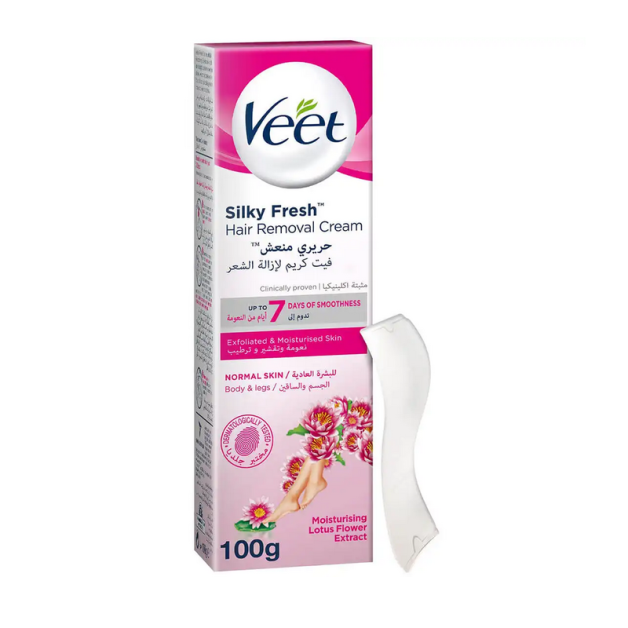 Veet
Silky Fresh™
Hair Removal Cream
حريري منعش™
فيت كريم لإزالة الشعر
Clinically proven | مثبتة اكلينيكيا
UP TO 7 DAYS OF SMOOTHNESS
تدوم إلى 7 أيام من النعومة
Exfoliated & Moisturised Skin
نعومة وتقشير و ترطيب
NORMAL SKIN / للبشرة العادية
Body & legs / الجسم والساقين
DERMATOLOGICALLY TESTED
مختبر جلديا
Moisturising
Lotus Flower
Extract
100g